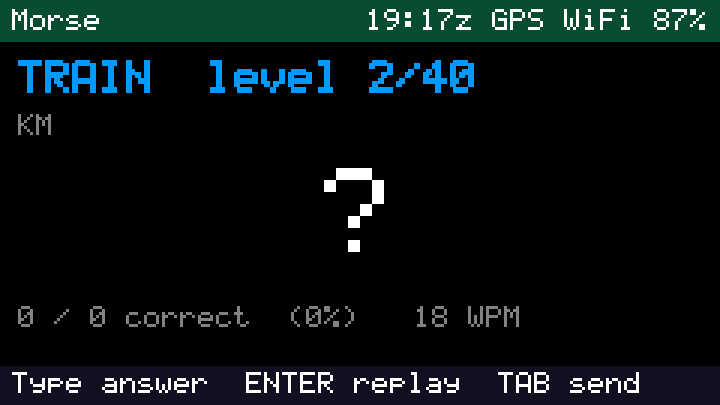 Morse 19:17z GPS WiFi 87%
TRAIN level 2/40
KM
?
0 / 0 correct (0%) 18 WPM
Type answer ENTER replay TAB send